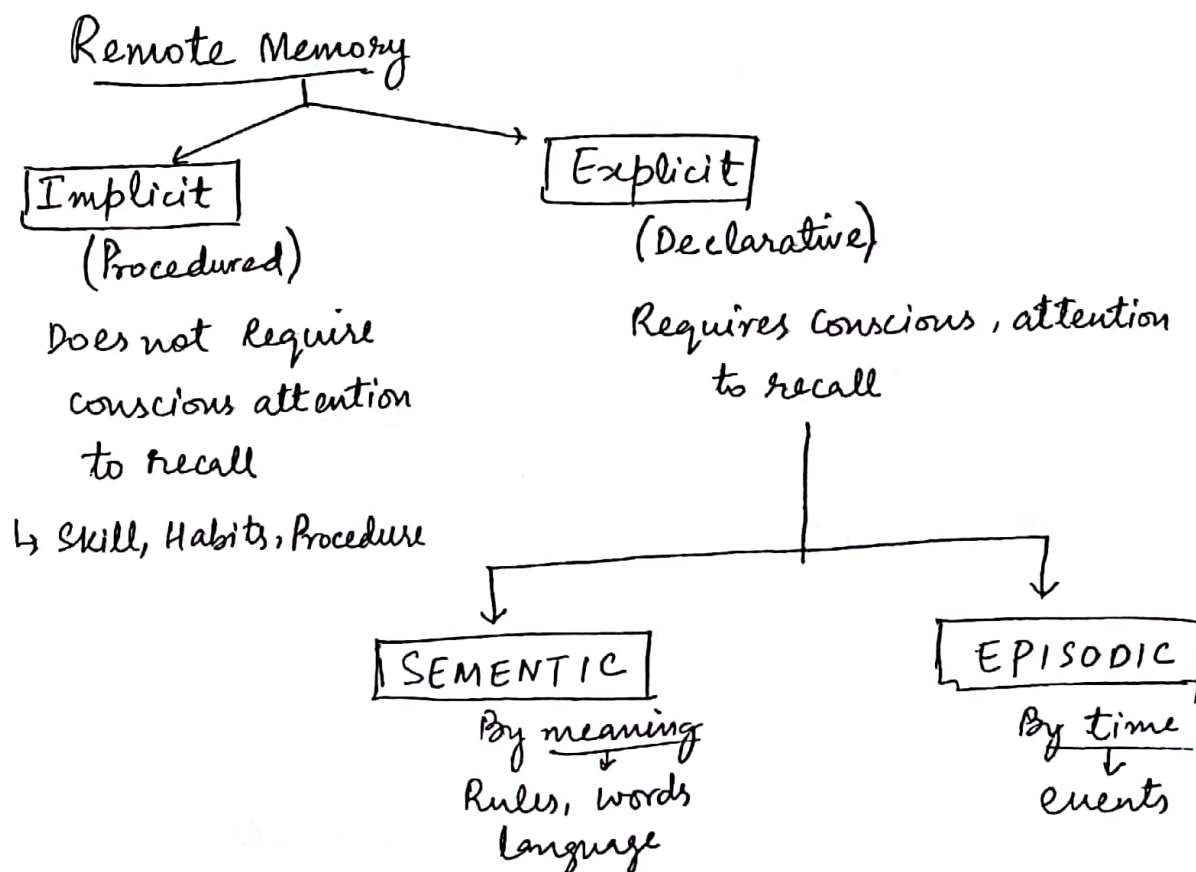 Remote Memory
Implicit
(Procedured)
Does not Require
conscious attention
to recall
↳ Skill, Habits, Procedure
Explicit
(Declarative)
Requires conscious, attention
to recall
SEMENTIC
By meaning
Rules, words
language
EPISODIC
By time
events